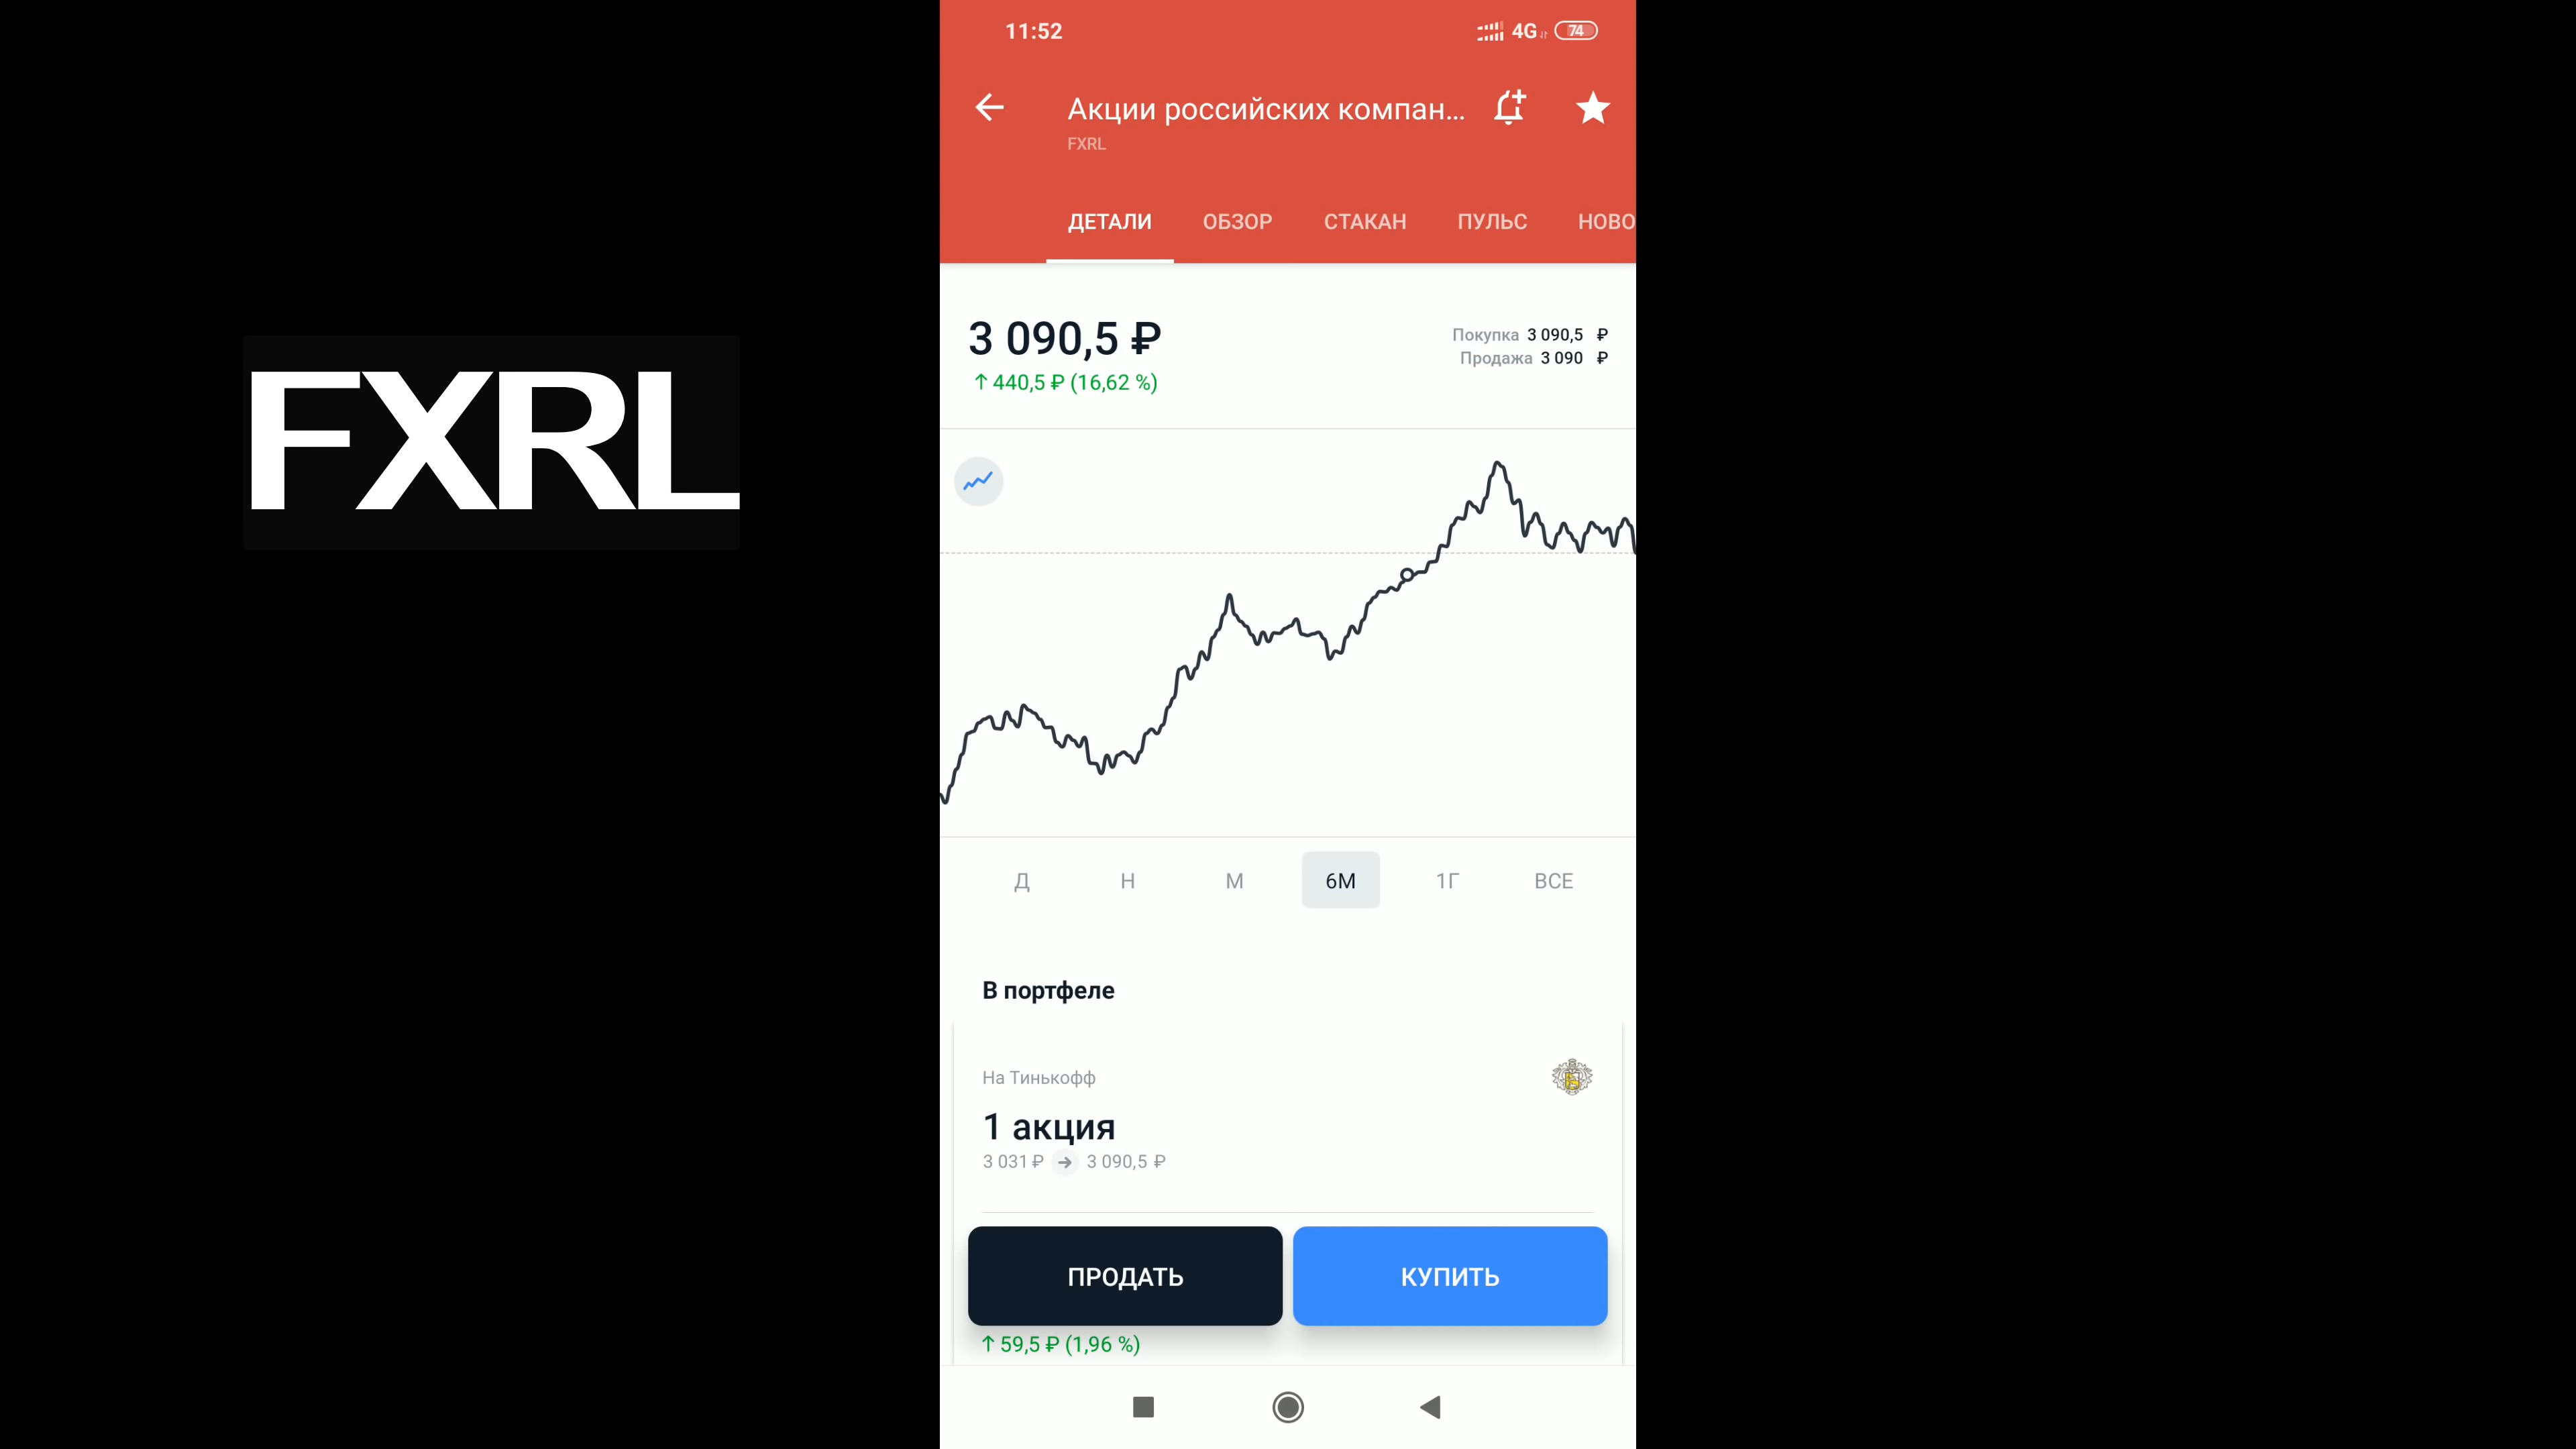 FXRL
11:52
4G 74
Акции российских компан...
FXRL
ДЕТАЛИ ОБЗОР СТАКАН ПУЛЬС НОВО
3 090,5 ₽
↑ 440,5 ₽ (16,62 %)
Покупка 3 090,5 ₽
Продажа 3 090 ₽
Д Н М 6М 1Г ВСЕ
В портфеле
На Тинькофф
1 акция
3 031 ₽ → 3 090,5 ₽
ПРОДАТЬ КУПИТЬ
↑ 59,5 ₽ (1,96 %)